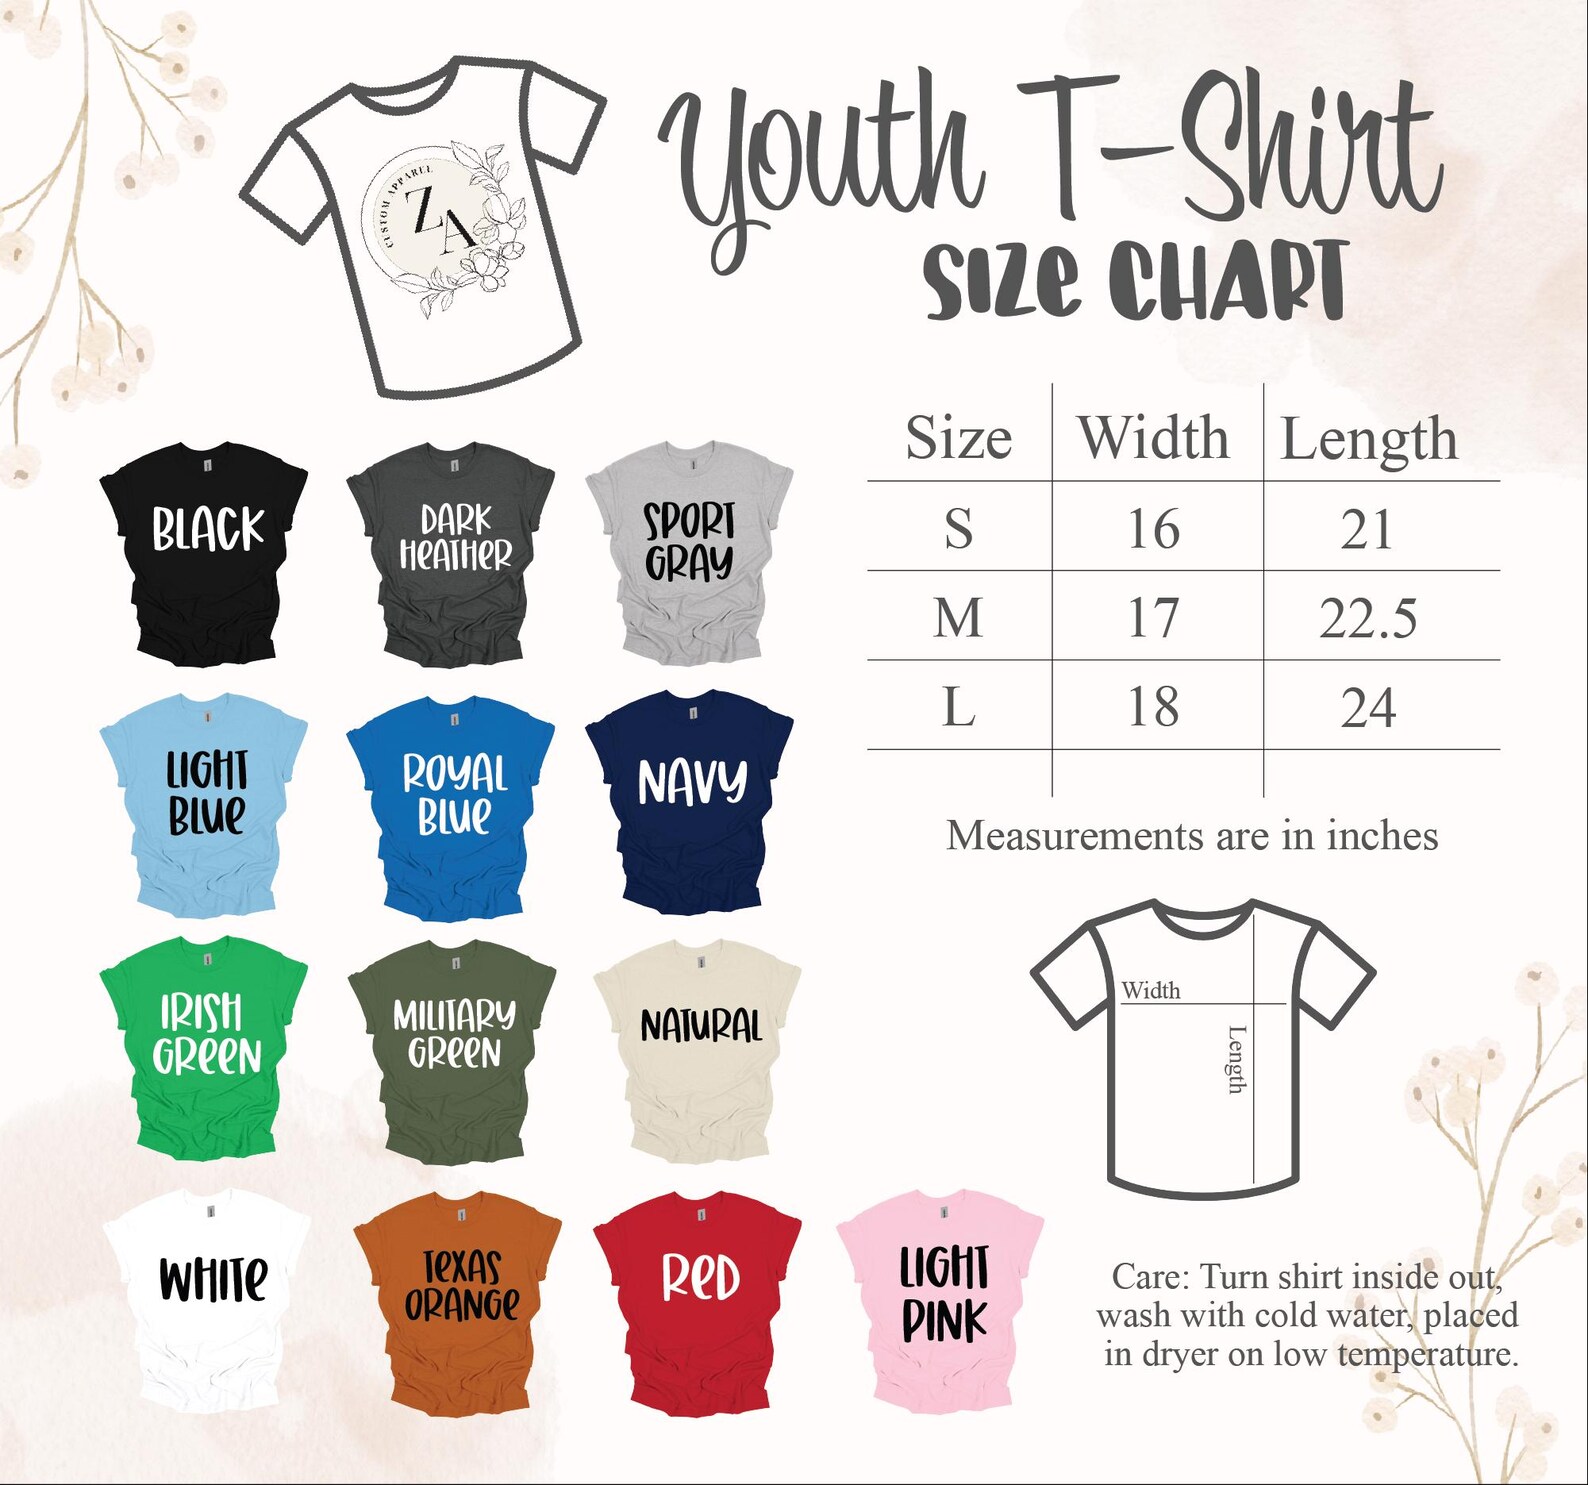 CUSTOM APPAREL
ZA
Youth T-Shirt
SIZE CHART
Size Width Length
S 16 21
M 17 22.5
L 18 24
Measurements are in inches
BLACK
DARK
HEATHER
SPORT
GRAY
LIGHT
BLUE
ROYAL
BLUE
NAVY
IRISH
GREEN
MILITARY
GREEN
NATURAL
WHITE
TEXAS
ORANGE
RED
LIGHT
PINK
Width
Length
Care: Turn shirt inside out,
wash with cold water, placed
in dryer on low temperature.